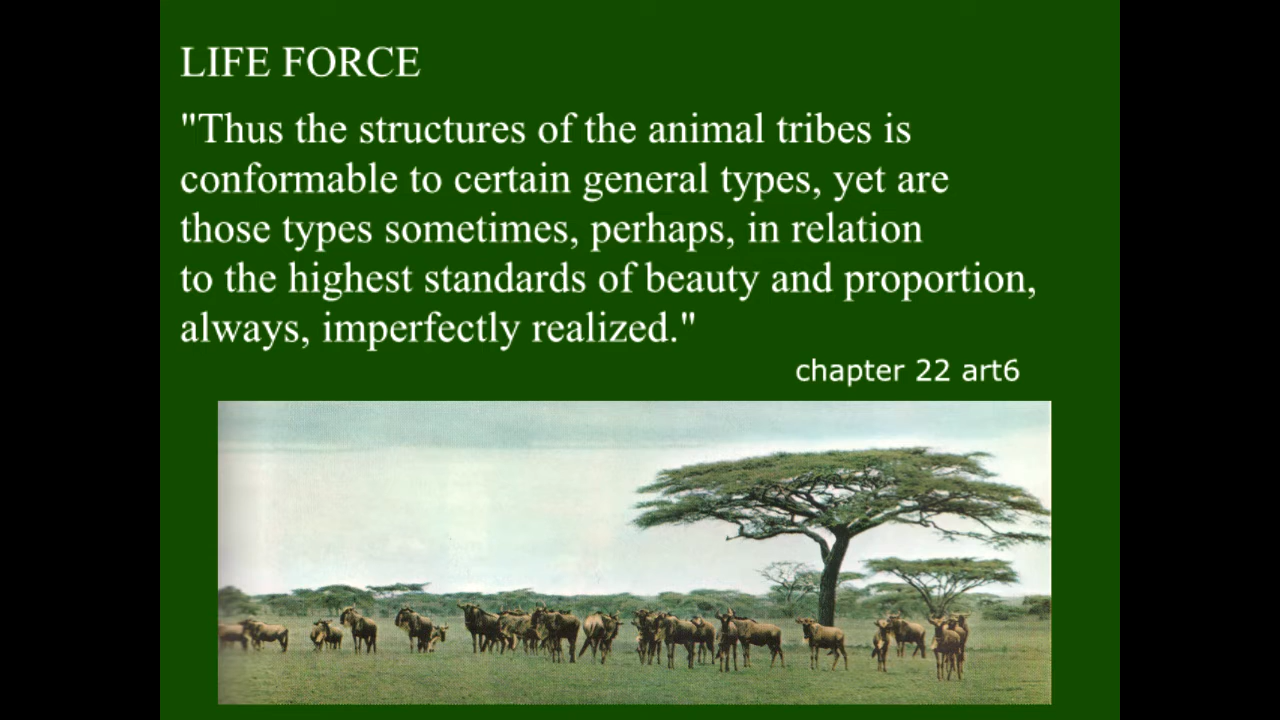 LIFE FORCE
"Thus the structures of the animal tribes is
conformable to certain general types, yet are
those types sometimes, perhaps, in relation
to the highest standards of beauty and proportion,
always, imperfectly realized."
chapter 22 art6